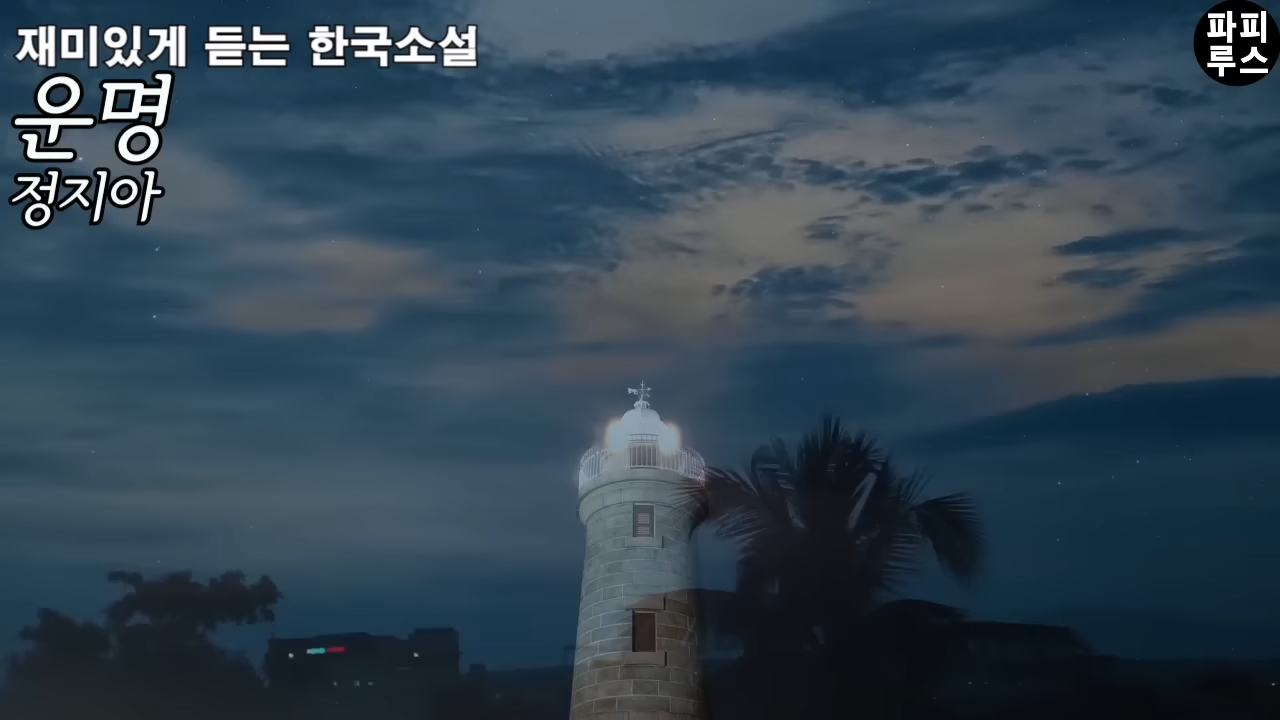 재미있게 듣는 한국소설
운명
정지아
파피
루스